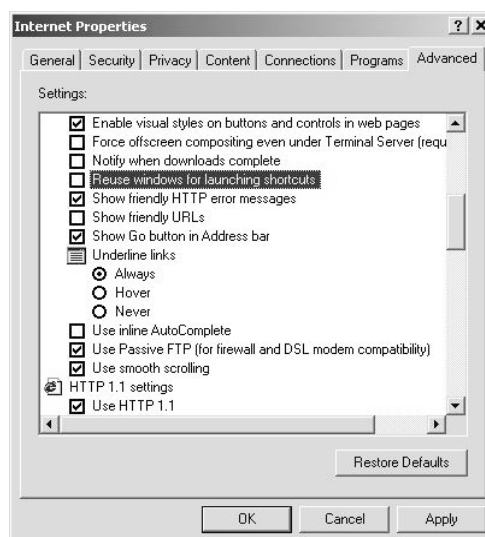 Internet Properties
General Security Privacy Content Connections Programs Advanced
Settings:
Enable visual styles on buttons and controls in web pages
Force offscreen compositing even under Terminal Server (requ
Notify when downloads complete
Reuse windows for launching shortcuts
Show friendly HTTP error messages
Show friendly URLs
Show Go button in Address bar
Underline links
Always
Hover
Never
Use inline AutoComplete
Use Passive FTP (for firewall and DSL modem compatibility)
Use smooth scrolling
HTTP 1.1 settings
Use HTTP 1.1
Restore Defaults
OK Cancel Apply